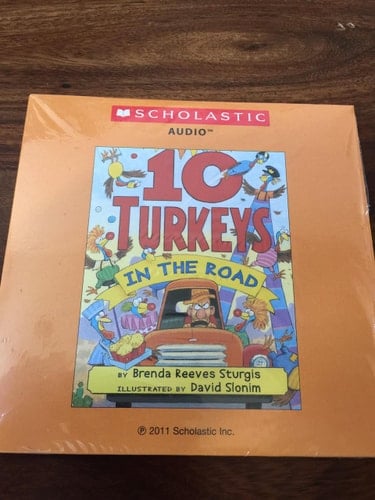 SCHOLASTIC
AUDIO™
10
TURKEYS
IN THE ROAD
BY Brenda Reeves Sturgis
ILLUSTRATED BY David Slonim
℗ 2011 Scholastic Inc.